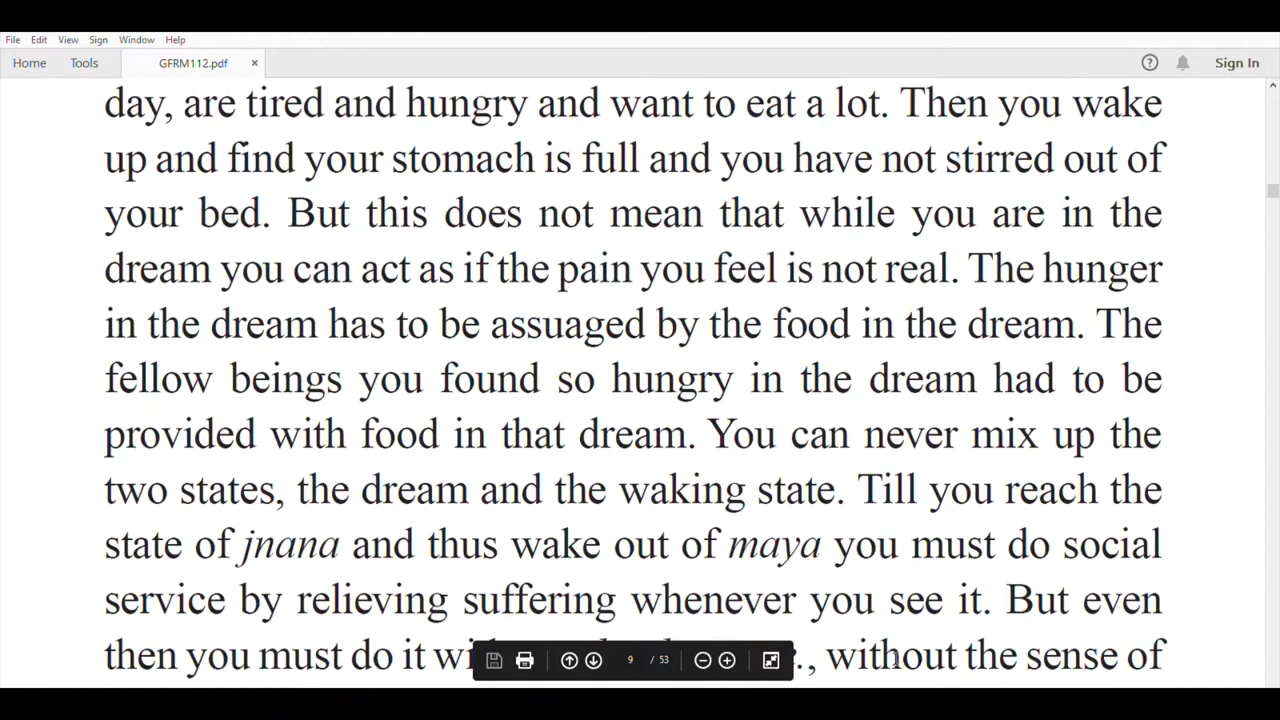 File Edit View Sign Window Help
Home Tools GFRM112.pdf × Sign In
day, are tired and hungry and want to eat a lot. Then you wake
up and find your stomach is full and you have not stirred out of
your bed. But this does not mean that while you are in the
dream you can act as if the pain you feel is not real. The hunger
in the dream has to be assuaged by the food in the dream. The
fellow beings you found so hungry in the dream had to be
provided with food in that dream. You can never mix up the
two states, the dream and the waking state. Till you reach the
state of jnana and thus wake out of maya you must do social
service by relieving suffering whenever you see it. But even
then you must do it , without the sense of
9 / 53